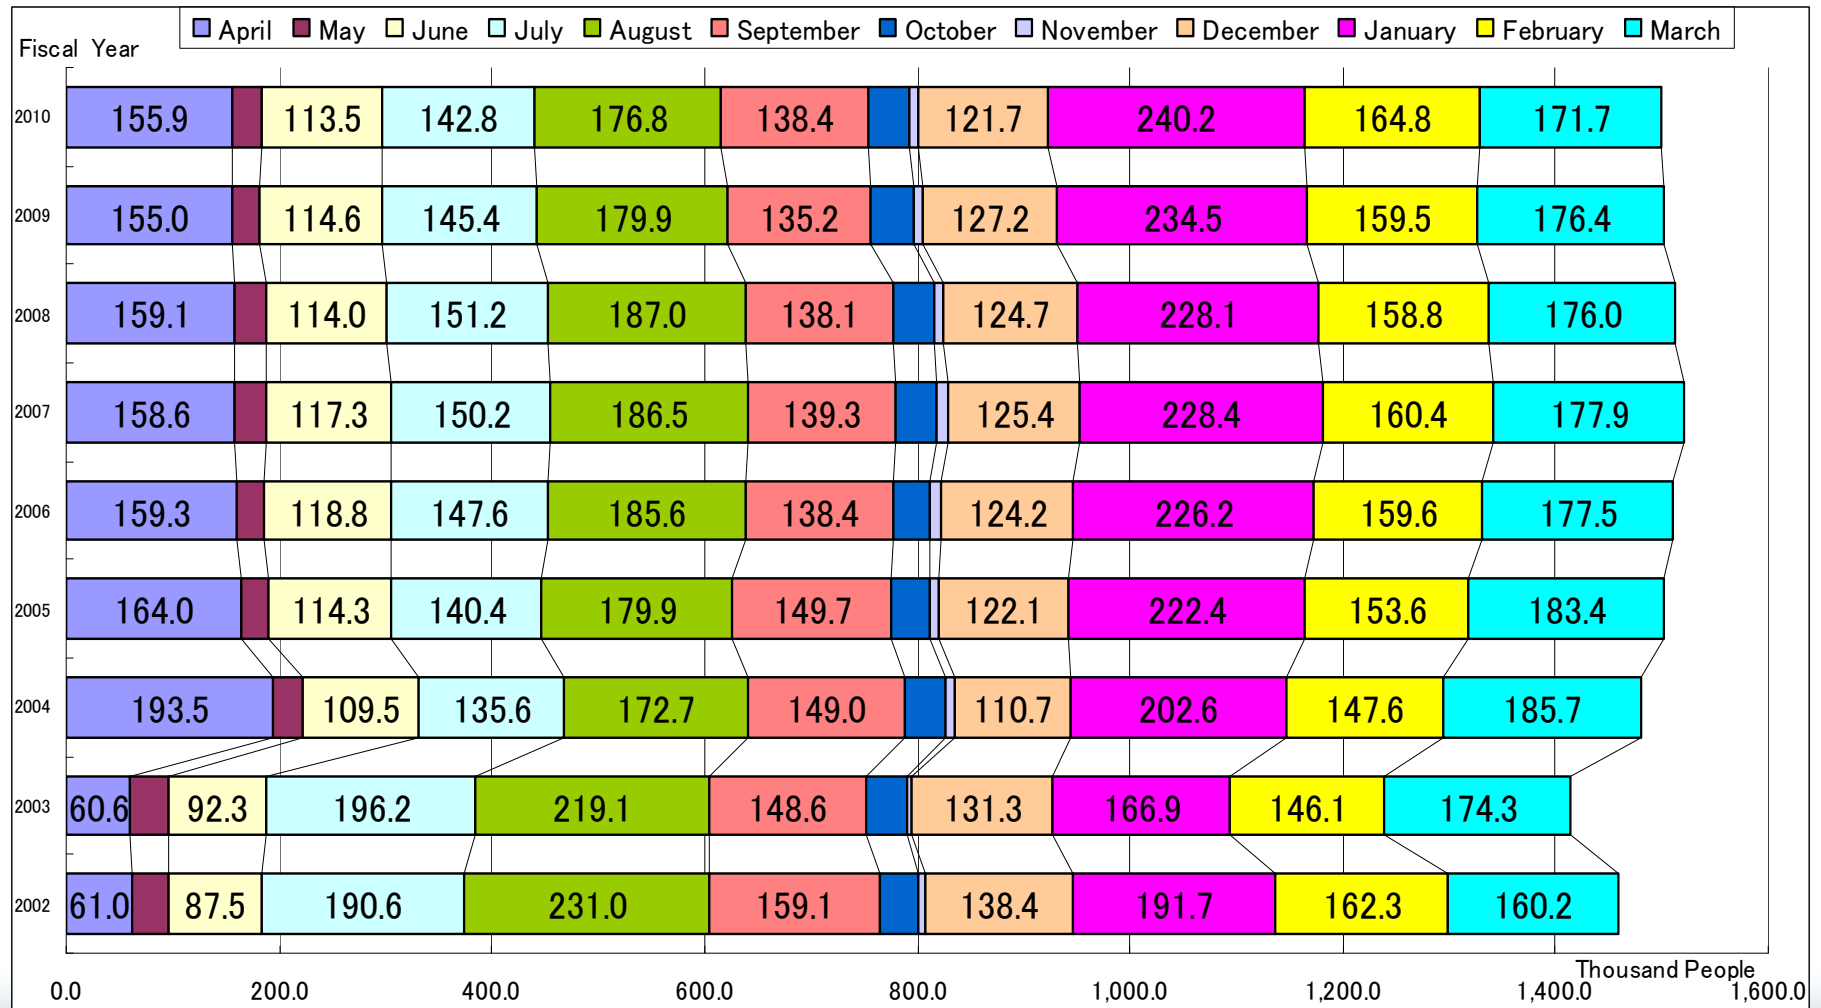 April May June July August September October November December January February March
Fiscal Year
2010 155.9 113.5 142.8 176.8 138.4 121.7 240.2 164.8 171.7
2009 155.0 114.6 145.4 179.9 135.2 127.2 234.5 159.5 176.4
2008 159.1 114.0 151.2 187.0 138.1 124.7 228.1 158.8 176.0
2007 158.6 117.3 150.2 186.5 139.3 125.4 228.4 160.4 177.9
2006 159.3 118.8 147.6 185.6 138.4 124.2 226.2 159.6 177.5
2005 164.0 114.3 140.4 179.9 149.7 122.1 222.4 153.6 183.4
2004 193.5 109.5 135.6 172.7 149.0 110.7 202.6 147.6 185.7
2003 60.6 92.3 196.2 219.1 148.6 131.3 166.9 146.1 174.3
2002 61.0 87.5 190.6 231.0 159.1 138.4 191.7 162.3 160.2
Thousand People
0.0 200.0 400.0 600.0 800.0 1,000.0 1,200.0 1,400.0 1,600.0